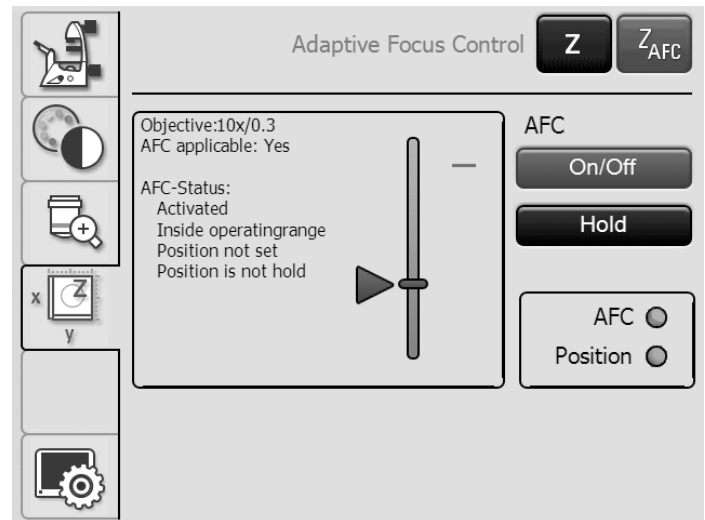 Adaptive Focus Control
Z
ZAFC
Objective:10x/0.3
AFC applicable: Yes
AFC-Status:
Activated
Inside operatingrange
Position not set
Position is not hold
AFC
On/Off
Hold
AFC
Position
x
Z
y